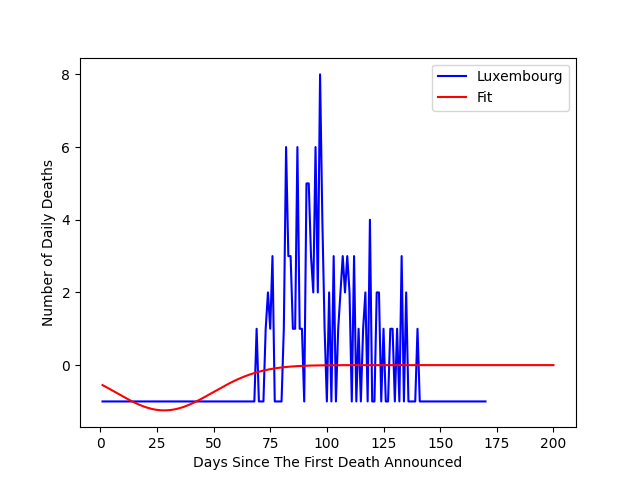 Luxembourg
Fit
8
6
4
2
0
Number of Daily Deaths
0 25 50 75 100 125 150 175 200
Days Since The First Death Announced